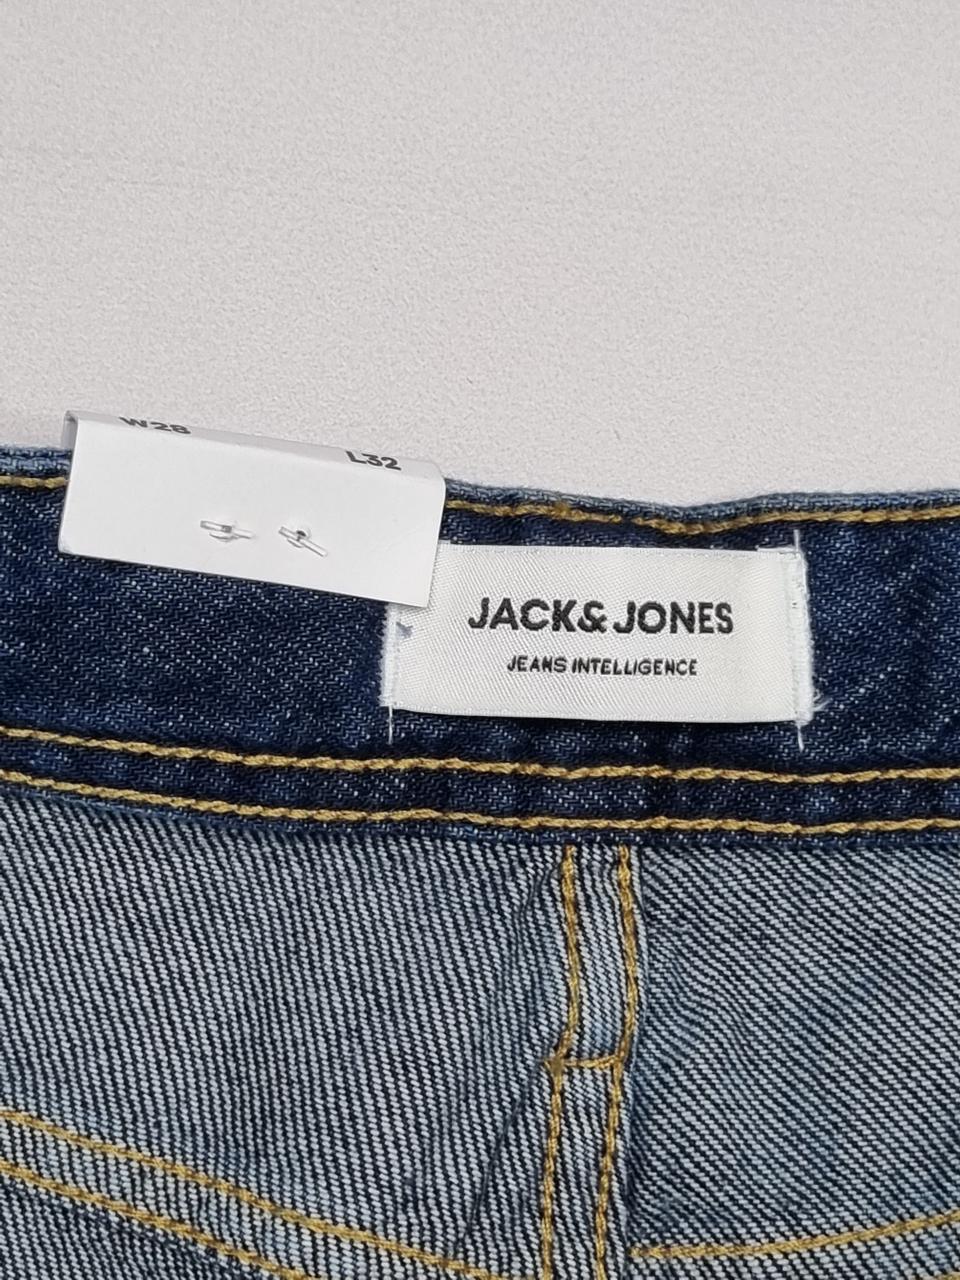 W28
L32
JACK & JONES
JEANS INTELLIGENCE